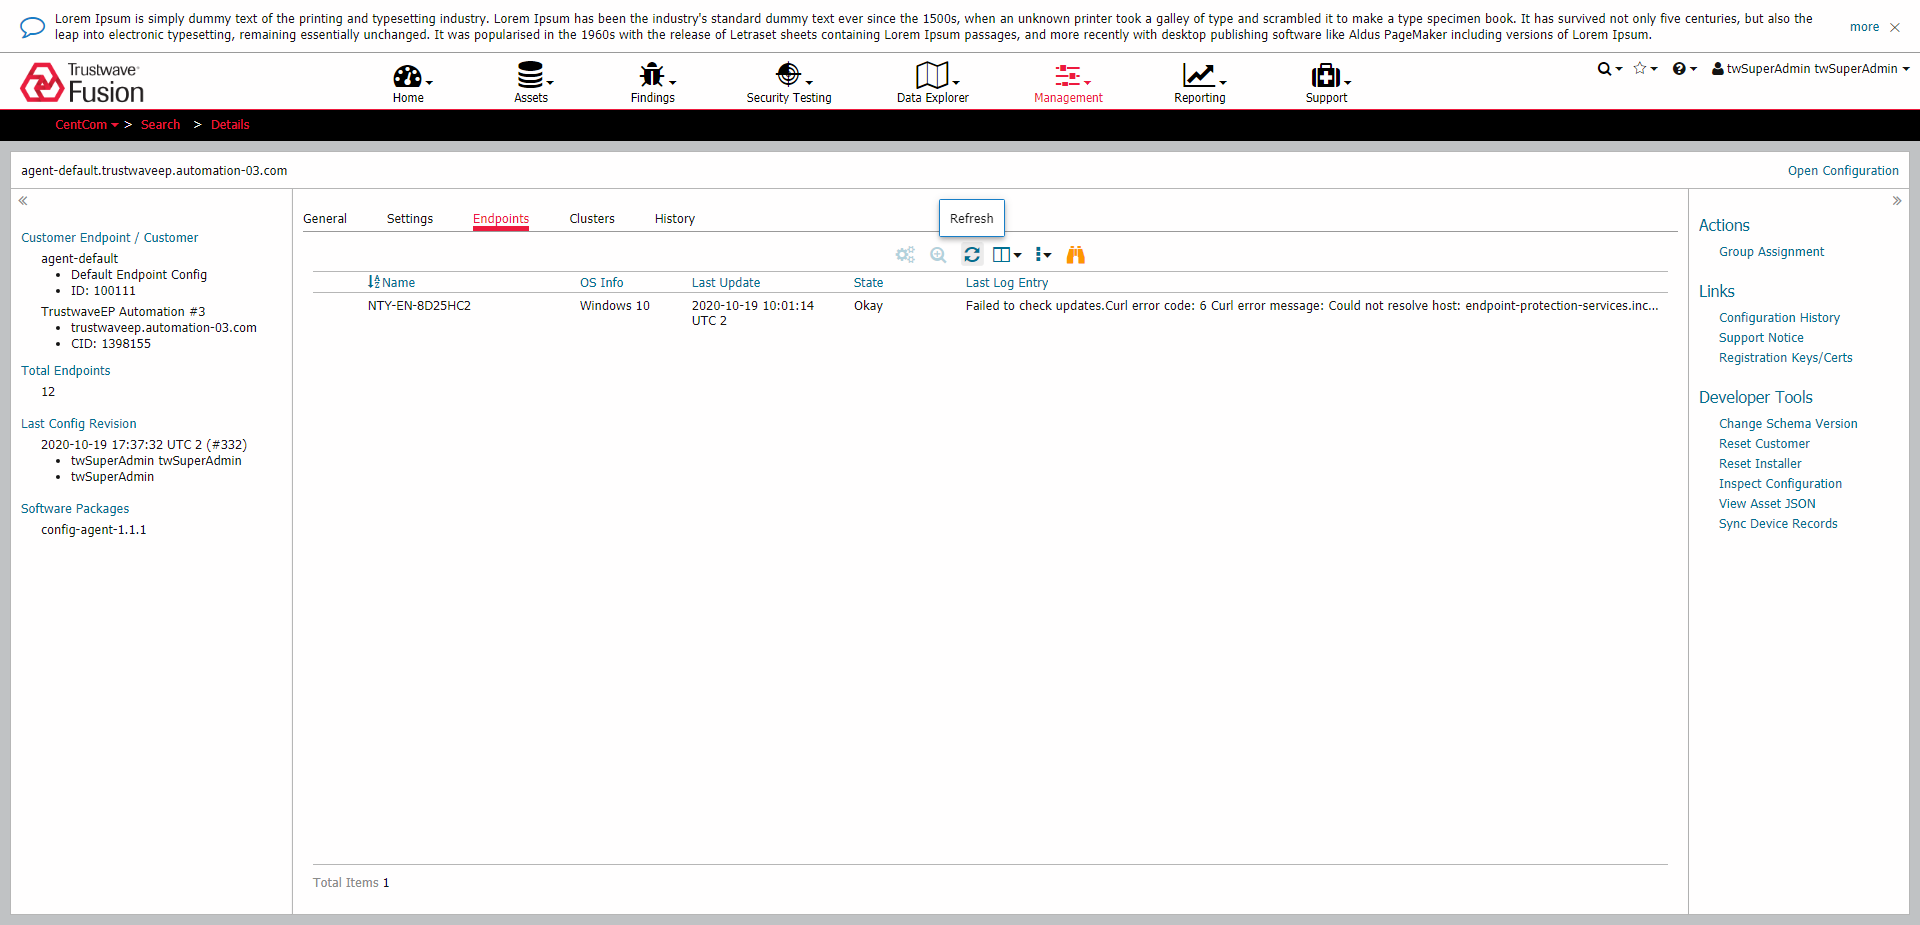 Lorem Ipsum is simply dummy text of the printing and typesetting industry. Lorem Ipsum has been the industry's standard dummy text ever since the 1500s, when an unknown printer took a galley of type and scrambled it to make a type specimen book. It has survived not only five centuries, but also the
leap into electronic typesetting, remaining essentially unchanged. It was popularised in the 1960s with the release of Letraset sheets containing Lorem Ipsum passages, and more recently with desktop publishing software like Aldus PageMaker including versions of Lorem Ipsum.
more
Trustwave
Fusion
Home
Assets
Findings
Security Testing
Data Explorer
Management
Reporting
Support
twSuperAdmin twSuperAdmin
CentCom > Search > Details
agent-default.trustwaveep.automation-03.com
Open Configuration
Customer Endpoint / Customer
agent-default
• Default Endpoint Config
• ID: 100111
TrustwaveEP Automation #3
• trustwaveep.automation-03.com
• CID: 1398155
Total Endpoints
12
Last Config Revision
2020-10-19 17:37:32 UTC 2 (#332)
• twSuperAdmin twSuperAdmin
• twSuperAdmin
Software Packages
config-agent-1.1.1
General Settings Endpoints Clusters History
Refresh
Name OS Info Last Update State Last Log Entry
NTY-EN-8D25HC2 Windows 10 2020-10-19 10:01:14 Okay Failed to check updates.Curl error code: 6 Curl error message: Could not resolve host: endpoint-protection-services.inc...
UTC 2
Total Items 1
Actions
Group Assignment
Links
Configuration History
Support Notice
Registration Keys/Certs
Developer Tools
Change Schema Version
Reset Customer
Reset Installer
Inspect Configuration
View Asset JSON
Sync Device Records